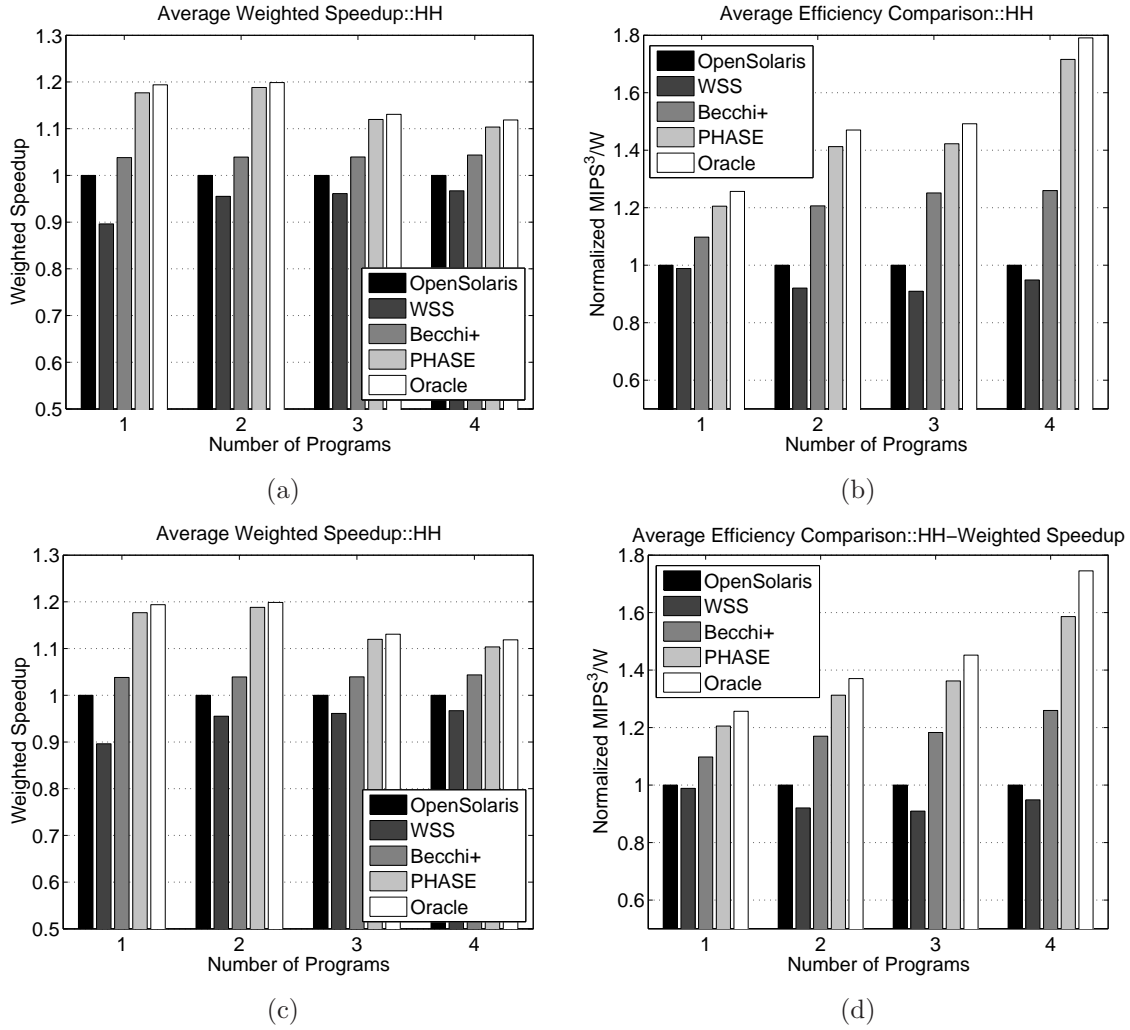 Average Weighted Speedup::HH
Weighted Speedup
1.3
1.2
1.1
1
0.9
0.8
0.7
0.6
0.5
OpenSolaris
WSS
Becchi+
PHASE
Oracle
1 2 3 4
Number of Programs
(a)
Average Efficiency Comparison::HH
Normalized MIPS³/W
1.8
1.6
1.4
1.2
1
0.8
0.6
OpenSolaris
WSS
Becchi+
PHASE
Oracle
1 2 3 4
Number of Programs
(b)
Average Weighted Speedup::HH
Weighted Speedup
1.3
1.2
1.1
1
0.9
0.8
0.7
0.6
0.5
OpenSolaris
WSS
Becchi+
PHASE
Oracle
1 2 3 4
Number of Programs
(c)
Average Efficiency Comparison::HH−Weighted Speedup
Normalized MIPS³/W
1.8
1.6
1.4
1.2
1
0.8
0.6
OpenSolaris
WSS
Becchi+
PHASE
Oracle
1 2 3 4
Number of Programs
(d)